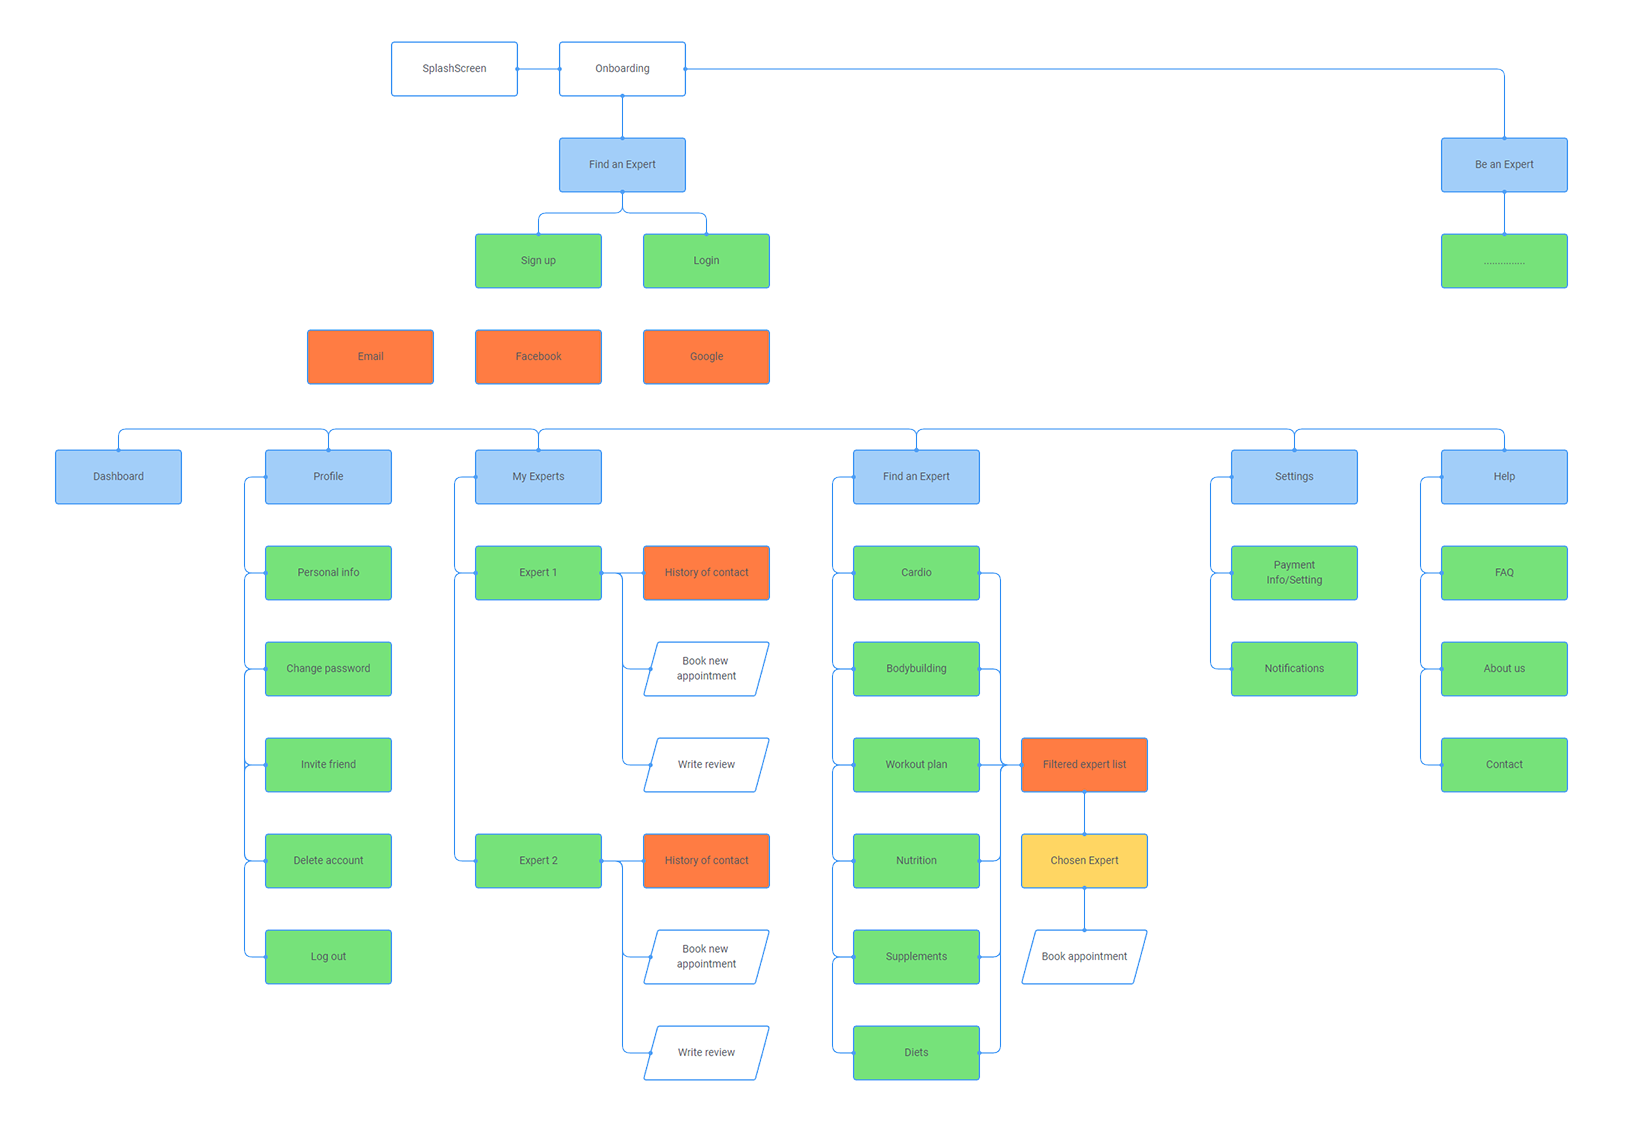 SplashScreen
Onboarding
Find an Expert
Be an Expert
Sign up
Login
...............
Email
Facebook
Google
Dashboard
Profile
My Experts
Find an Expert
Settings
Help
Personal info
Expert 1
History of contact
Cardio
Payment
Info/Setting
FAQ
Change password
Book new
appointment
Bodybuilding
Notifications
About us
Invite friend
Write review
Workout plan
Filtered expert list
Contact
Delete account
Expert 2
History of contact
Nutrition
Chosen Expert
Log out
Book new
appointment
Supplements
Book appointment
Write review
Diets